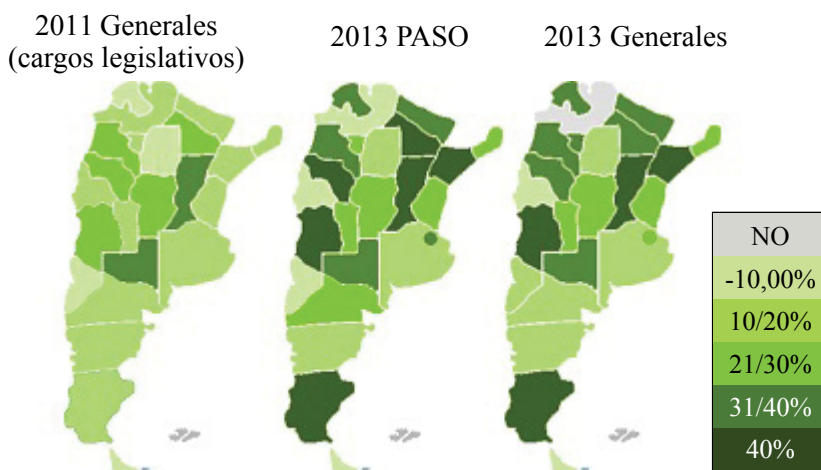 2011 Generales
(cargos legislativos)
2013 PASO
2013 Generales
NO
-10,00%
10/20%
21/30%
31/40%
40%